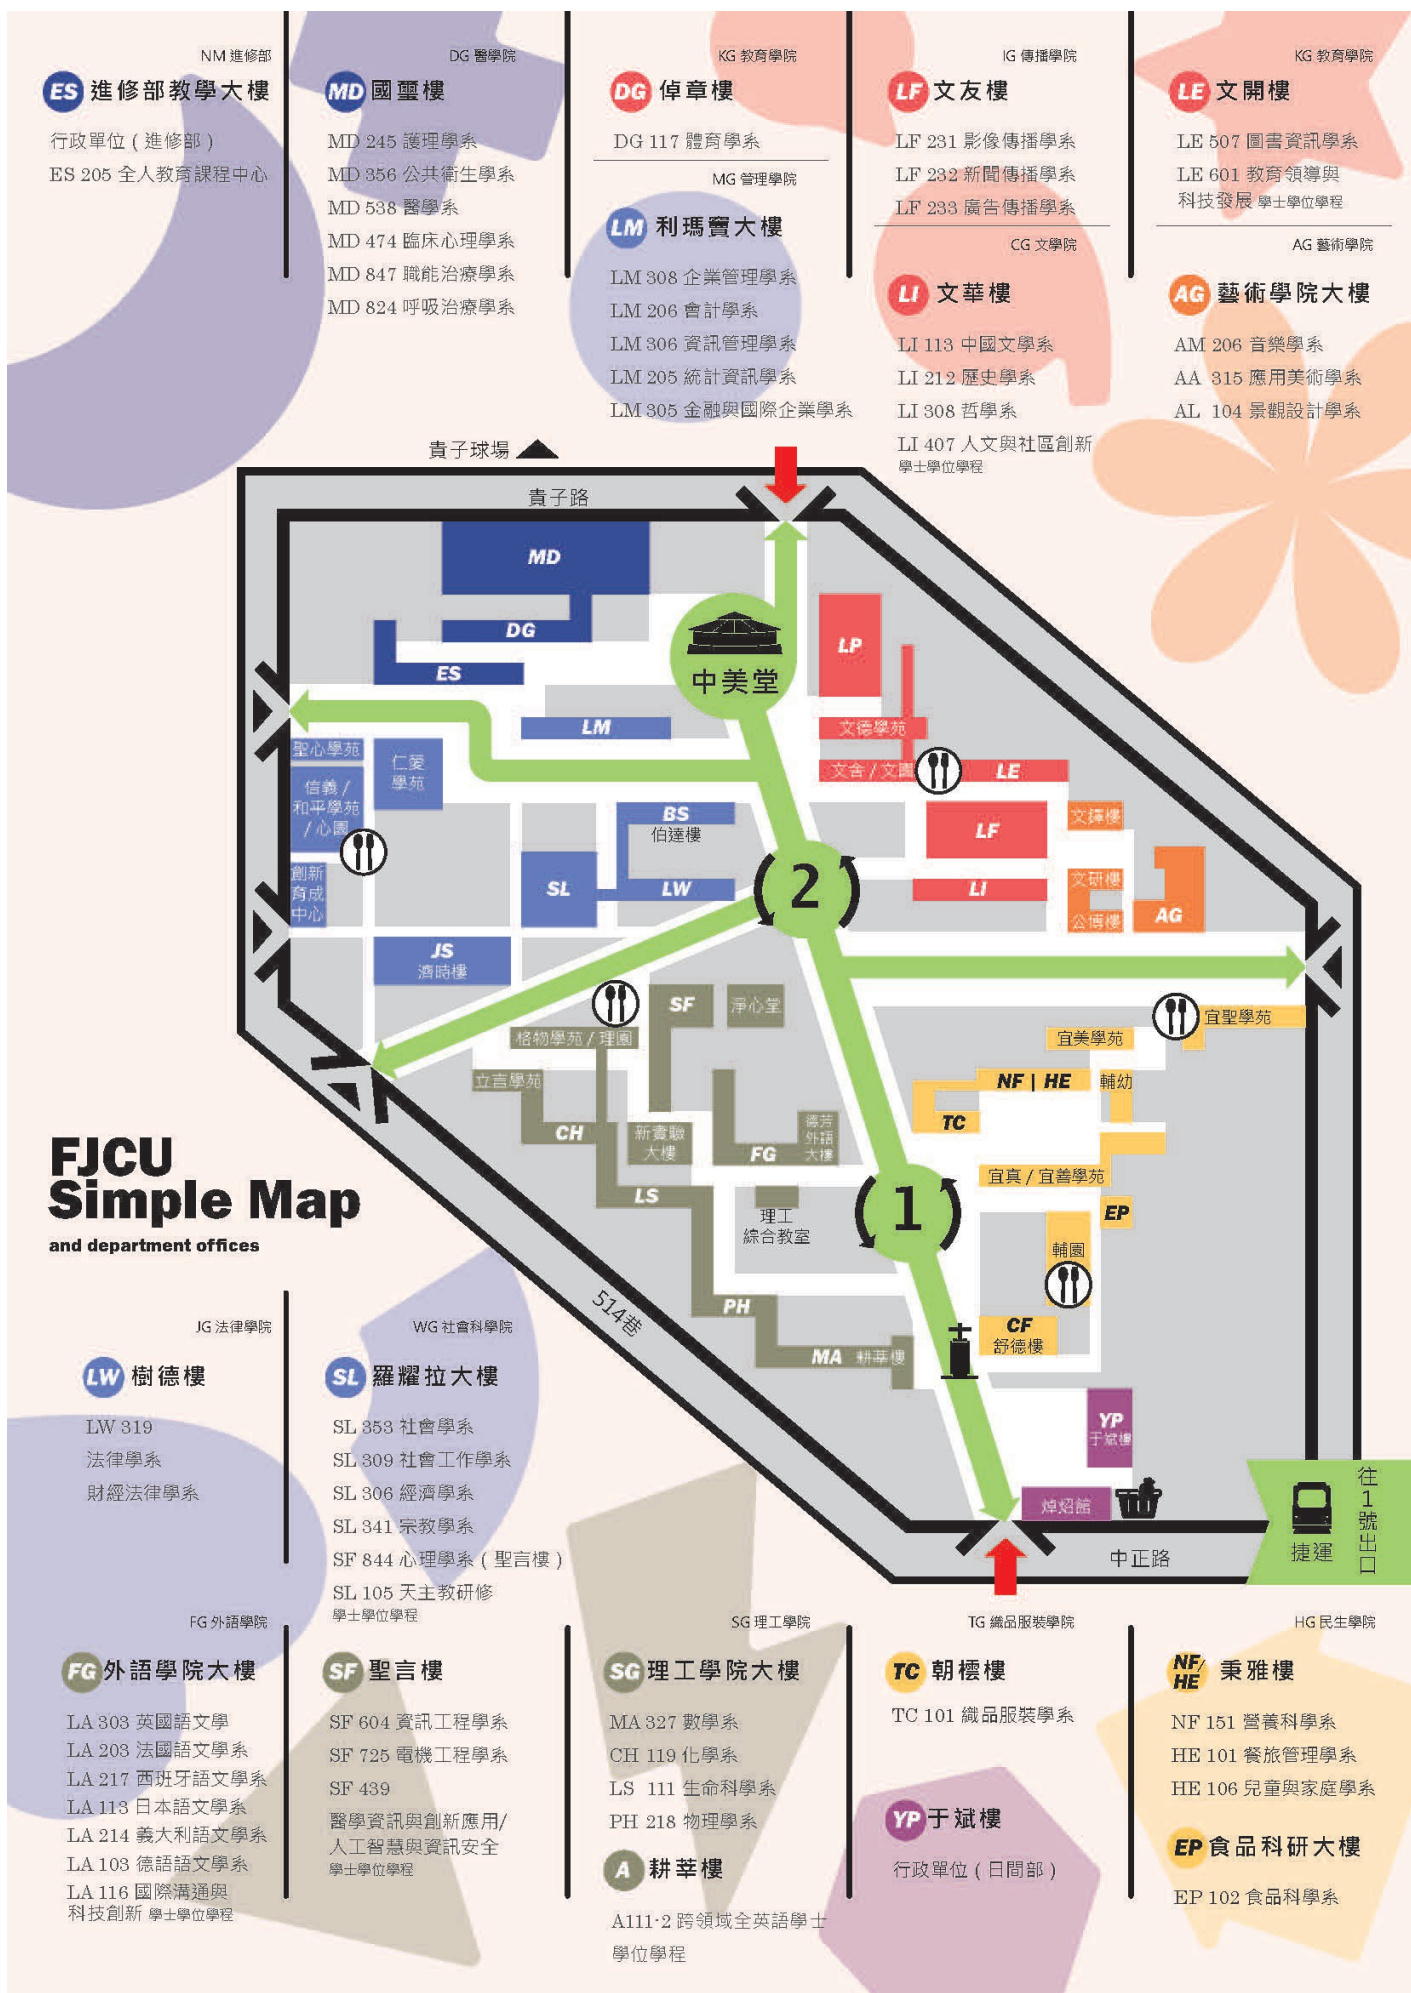 NM 進修部
ES 進修部教學大樓
行政單位 ( 進修部 )
ES 205 全人教育課程中心
DG 醫學院
MD 國璽樓
MD 245 護理學系
MD 356 公共衛生學系
MD 538 醫學系
MD 474 臨床心理學系
MD 847 職能治療學系
MD 824 呼吸治療學系
KG 教育學院
DG 倬章樓
DG 117 體育學系
MG 管理學院
LM 利瑪竇大樓
LM 308 企業管理學系
LM 206 會計學系
LM 306 資訊管理學系
LM 205 統計資訊學系
LM 305 金融與國際企業學系
IG 傳播學院
LF 文友樓
LF 231 影像傳播學系
LF 232 新聞傳播學系
LF 233 廣告傳播學系
CG 文學院
LI 文華樓
LI 113 中國文學系
LI 212 歷史學系
LI 308 哲學系
LI 407 人文與社區創新
學士學位學程
KG 教育學院
LE 文開樓
LE 507 圖書資訊學系
LE 601 教育領導與
科技發展 學士學位學程
AG 藝術學院
AG 藝術學院大樓
AM 206 音樂學系
AA 315 應用美術學系
AL 104 景觀設計學系
貴子球場
貴子路
MD
DG
ES
中美堂
LP
LM
文德學苑
文舍 / 文園
LE
聖心學苑
仁愛
學苑
信義 /
和平學苑
/ 心園
BS
伯達樓
LF
文擇樓
2
創新
育成
中心
SL
LW
LI
文研樓
公博樓
AG
JS
濟時樓
SF
淨心堂
宜聖學苑
格物學苑 / 理園
宜美學苑
立言學苑
NF | HE
輔幼
CH
新實驗
大樓
FG
德芳
外語
大樓
TC
宜真 / 宜善學苑
LS
理工
綜合教室
1
EP
輔園
PH
514巷
CF
舒德樓
MA 耕莘樓
YP
于斌樓
焯炤館
中正路
捷運
往1號出口
FJCU
Simple Map
and department offices
JG 法律學院
LW 樹德樓
LW 319
法律學系
財經法律學系
WG 社會科學院
SL 羅耀拉大樓
SL 353 社會學系
SL 309 社會工作學系
SL 306 經濟學系
SL 341 宗教學系
SF 844 心理學系 ( 聖言樓 )
SL 105 天主教研修
學士學位學程
FG 外語學院
FG 外語學院大樓
LA 303 英國語文學
LA 203 法國語文學系
LA 217 西班牙語文學系
LA 113 日本語文學系
LA 214 義大利語文學系
LA 103 德語語文學系
LA 116 國際溝通與
科技創新 學士學位學程
SF 聖言樓
SF 604 資訊工程學系
SF 725 電機工程學系
SF 439
醫學資訊與創新應用/
人工智慧與資訊安全
學士學位學程
SG 理工學院
SG 理工學院大樓
MA 327 數學系
CH 119 化學系
LS 111 生命科學系
PH 218 物理學系
A 耕莘樓
A111-2 跨領域全英語學士
學位學程
TG 織品服裝學院
TC 朝橒樓
TC 101 織品服裝學系
YP 于斌樓
行政單位 ( 日間部 )
HG 民生學院
NF/
HE 秉雅樓
NF 151 營養科學系
HE 101 餐旅管理學系
HE 106 兒童與家庭學系
EP 食品科研大樓
EP 102 食品科學系